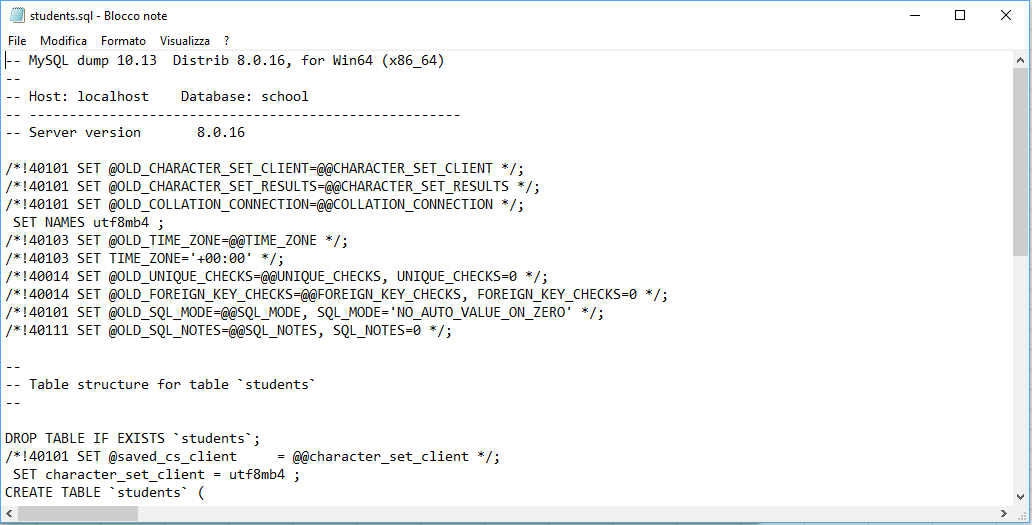 students.sql - Blocco note
File Modifica Formato Visualizza ?
-- MySQL dump 10.13  Distrib 8.0.16, for Win64 (x86_64)
--
-- Host: localhost    Database: school
-- ------------------------------------------------------
-- Server version       8.0.16

/*!40101 SET @OLD_CHARACTER_SET_CLIENT=@@CHARACTER_SET_CLIENT */;
/*!40101 SET @OLD_CHARACTER_SET_RESULTS=@@CHARACTER_SET_RESULTS */;
/*!40101 SET @OLD_COLLATION_CONNECTION=@@COLLATION_CONNECTION */;
 SET NAMES utf8mb4 ;
/*!40103 SET @OLD_TIME_ZONE=@@TIME_ZONE */;
/*!40103 SET TIME_ZONE='+00:00' */;
/*!40014 SET @OLD_UNIQUE_CHECKS=@@UNIQUE_CHECKS, UNIQUE_CHECKS=0 */;
/*!40014 SET @OLD_FOREIGN_KEY_CHECKS=@@FOREIGN_KEY_CHECKS, FOREIGN_KEY_CHECKS=0 */;
/*!40101 SET @OLD_SQL_MODE=@@SQL_MODE, SQL_MODE='NO_AUTO_VALUE_ON_ZERO' */;
/*!40111 SET @OLD_SQL_NOTES=@@SQL_NOTES, SQL_NOTES=0 */;

--
-- Table structure for table `students`
--

DROP TABLE IF EXISTS `students`;
/*!40101 SET @saved_cs_client     = @@character_set_client */;
 SET character_set_client = utf8mb4 ;
CREATE TABLE `students` (